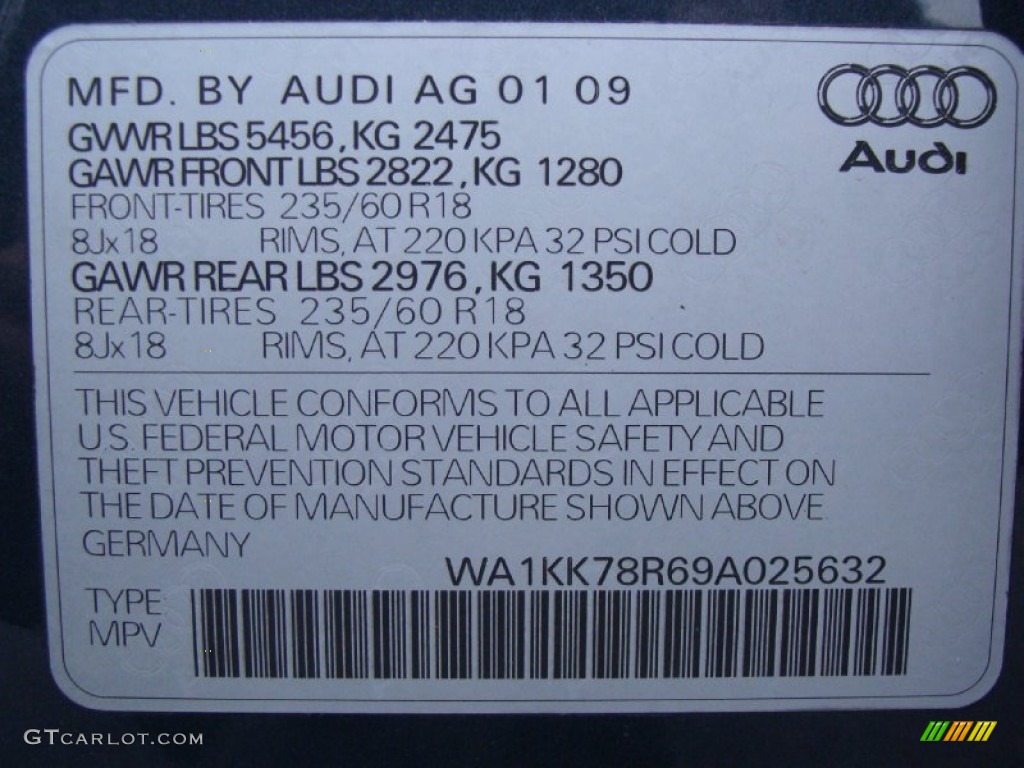 MFD. BY AUDI AG 01 09
GVWR LBS 5456, KG 2475
GAWR FRONT LBS 2822, KG 1280
FRONT-TIRES 235/60 R18
8Jx18 RIMS, AT 220 KPA 32 PSI COLD
GAWR REAR LBS 2976, KG 1350
REAR-TIRES 235/60 R18
8Jx18 RIMS, AT 220 KPA 32 PSI COLD
Audi
THIS VEHICLE CONFORMS TO ALL APPLICABLE
U.S. FEDERAL MOTOR VEHICLE SAFETY AND
THEFT PREVENTION STANDARDS IN EFFECT ON
THE DATE OF MANUFACTURE SHOWN ABOVE.
GERMANY
WA1KK78R69A025632
TYPE
MPV
GTCARLOT.COM